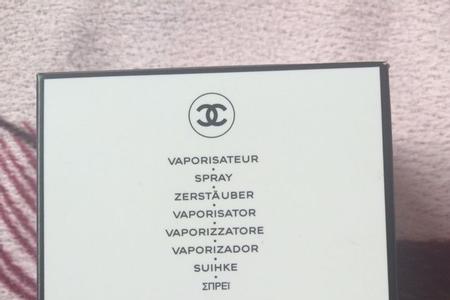 VAPORISATEUR
SPRAY
ZERSTÄUBER
VAPORISATOR
VAPORIZZATORE
VAPORIZADOR
SUIHKE
ΣΠΡΕΪ